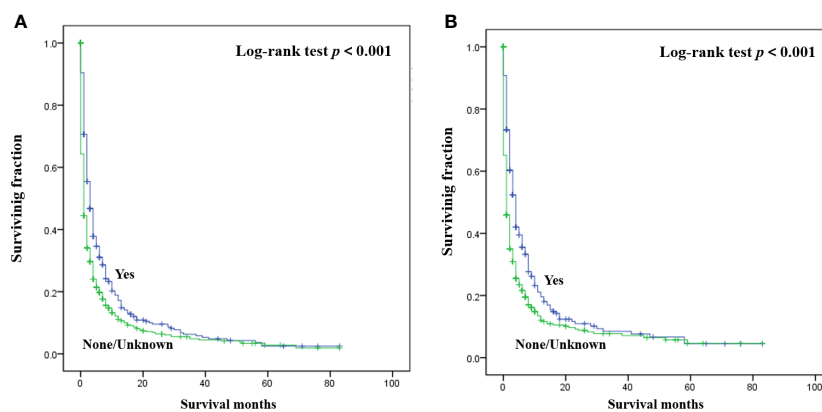 A
Log-rank test p < 0.001
Survivinig fraction
1.0
0.8
0.6
0.4
0.2
0.0
Yes
None/Unknown
0 20 40 60 80 100
Survival months
B
Log-rank test p < 0.001
Survivinig fraction
1.0
0.8
0.6
0.4
0.2
0.0
Yes
None/Unknown
0 20 40 60 80 100
Survival months